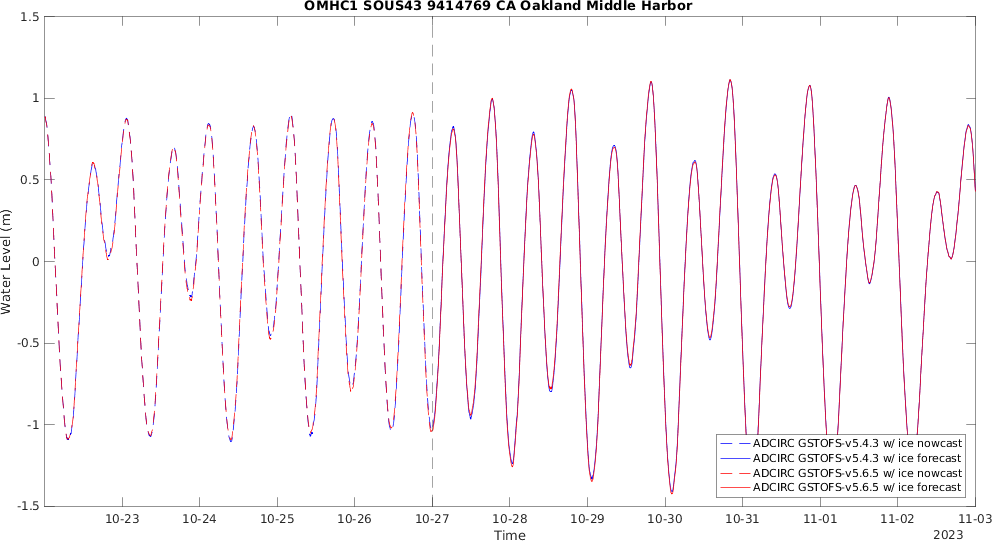 OMHC1 SOUS43 9414769 CA Oakland Middle Harbor
1.5
1
0.5
0
-0.5
-1
-1.5
Water Level (m)
ADCIRC GSTOFS-v5.4.3 w/ ice nowcast
ADCIRC GSTOFS-v5.4.3 w/ ice forecast
ADCIRC GSTOFS-v5.6.5 w/ ice nowcast
ADCIRC GSTOFS-v5.6.5 w/ ice forecast
10-23 10-24 10-25 10-26 10-27 10-28 10-29 10-30 10-31 11-01 11-02 11-03
Time
2023